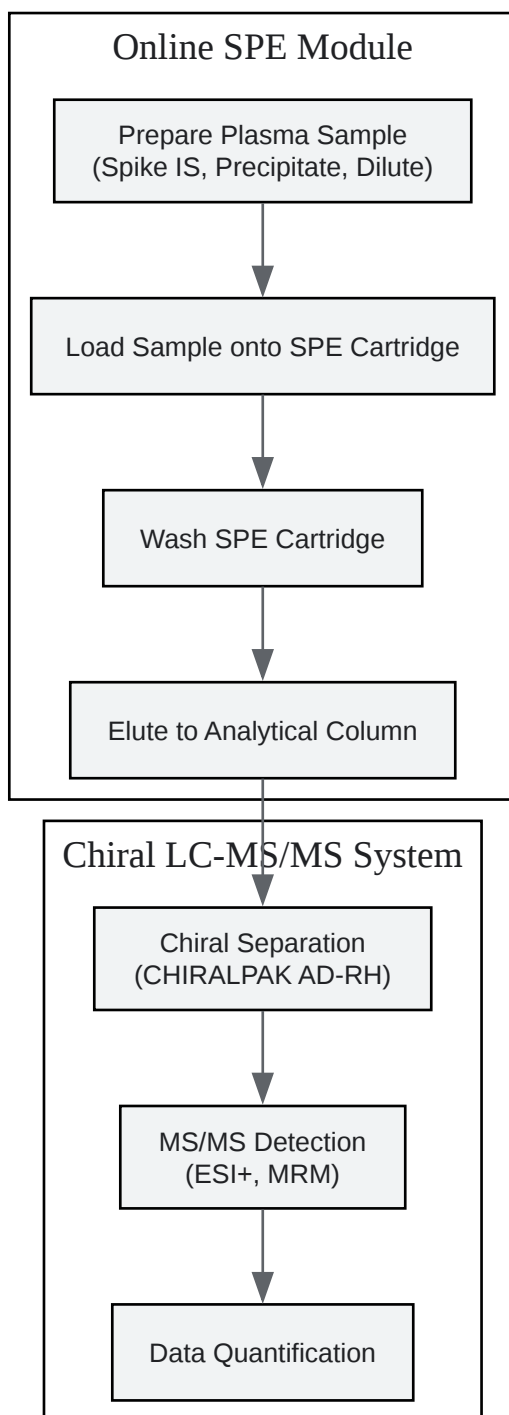 Online SPE Module
Prepare Plasma Sample
(Spike IS, Precipitate, Dilute)
Load Sample onto SPE Cartridge
Wash SPE Cartridge
Elute to Analytical Column
Chiral LC-MS/MS System
Chiral Separation
(CHIRALPAK AD-RH)
MS/MS Detection
(ESI+, MRM)
Data Quantification